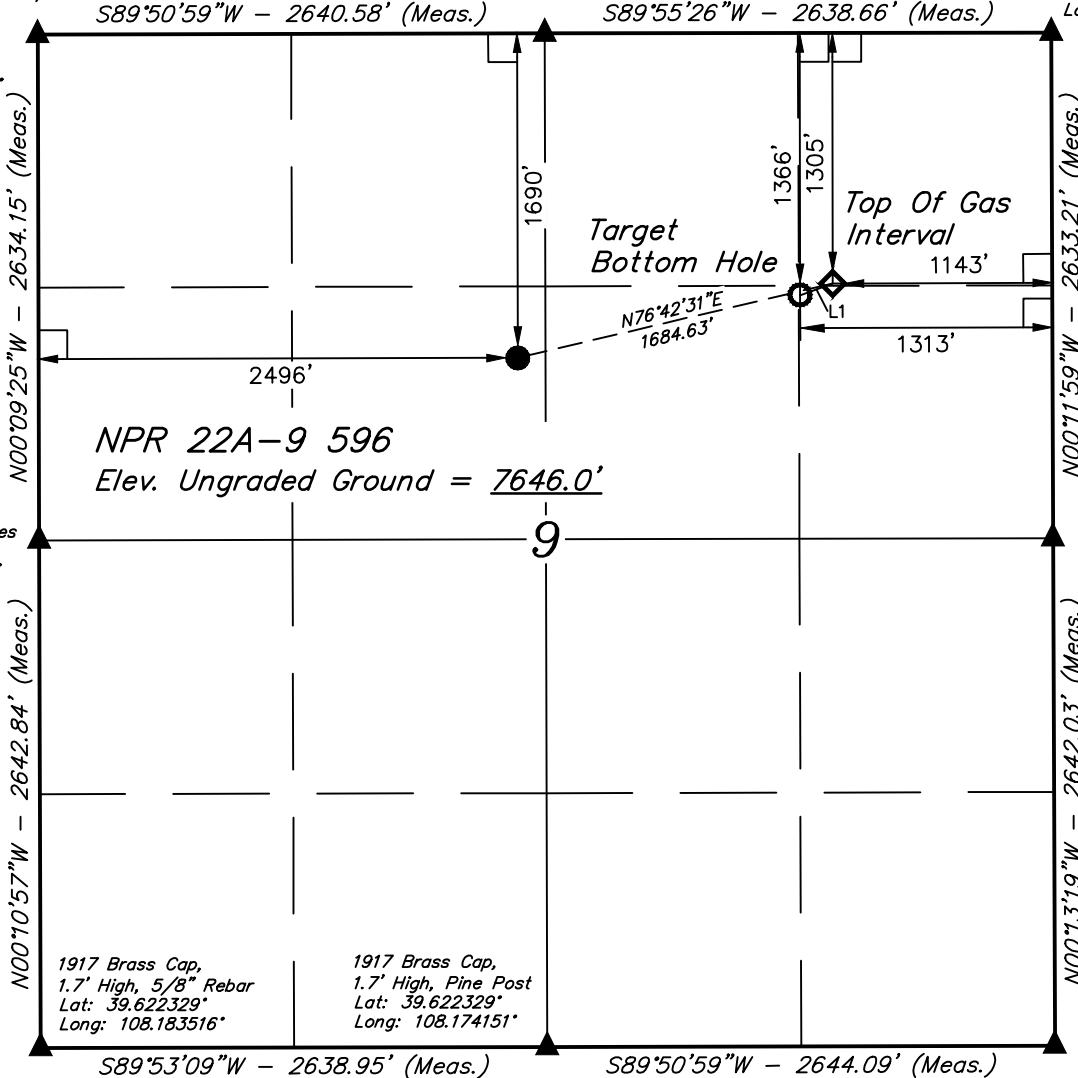 S89°50'59"W - 2640.58' (Meas.)
S89°55'26"W - 2638.66' (Meas.)
N00°09'25"W - 2634.15' (Meas.)
N00°11'59"W - 2633.21' (Meas.)
1690'
1366'
1305'
Target
Bottom Hole
Top Of Gas
Interval
1143'
L1
N76°42'31"E
1684.63'
1313'
2496'
NPR 22A-9 596
Elev. Ungraded Ground = 7646.0'
9
N00°10'57"W - 2642.84' (Meas.)
N00°13'19"W - 2642.03' (Meas.)
1917 Brass Cap,
1.7' High, 5/8" Rebar
Lat: 39.622329°
Long: 108.183516°
1917 Brass Cap,
1.7' High, Pine Post
Lat: 39.622329°
Long: 108.174151°
S89°53'09"W - 2638.95' (Meas.)
S89°50'59"W - 2644.09' (Meas.)